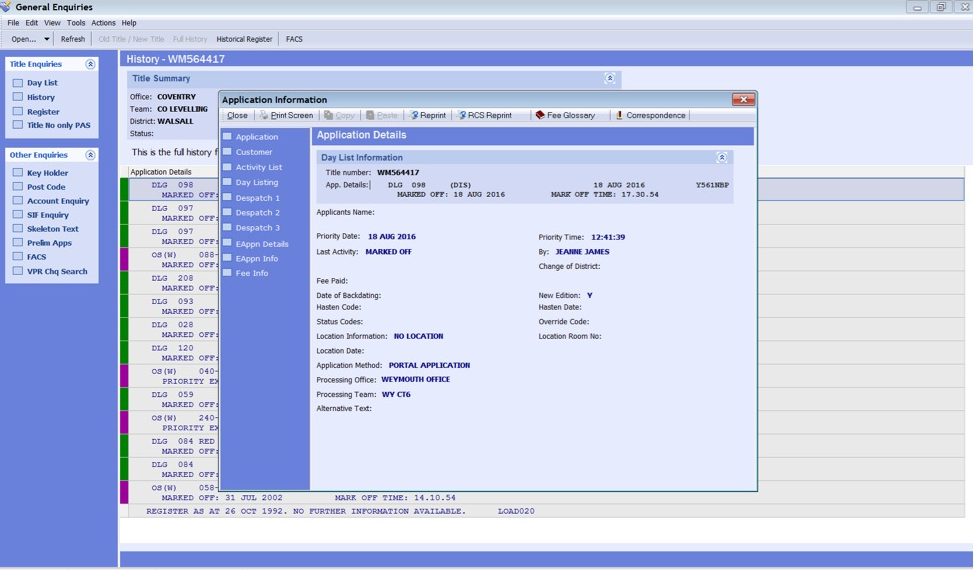 General Enquiries
File Edit View Tools Actions Help
Open... Refresh Old Title / New Title Full History Historical Register FACS
Title Enquiries
Day List
History
Register
Title No only PAS
Other Enquiries
Key Holder
Post Code
Account Enquiry
SIF Enquiry
Skeleton Text
Prelim Apps
FACS
VPR Chq Search
History - WM564417
Title Summary
Office: COVENTRY
Team: CO LEVELLING
District: WALSALL
Status:
This is the full history f
Application Details
DLG 098
MARKED OFF:
DLG 097
MARKED OFF:
DLG 097
MARKED OFF:
OS(W) 088-
MARKED OFF:
DLG 208
MARKED OFF:
DLG 093
MARKED OFF:
DLG 028
MARKED OFF:
DLG 120
MARKED OFF:
OS(W) 040-
PRIORITY EX
DLG 059
MARKED OFF:
OS(W) 240-
PRIORITY EX
DLG 084 RED
MARKED OFF:
DLG 084
MARKED OFF:
OS(W) 058-
MARKED OFF: 31 JUL 2002 MARK OFF TIME: 14.10.54
REGISTER AS AT 26 OCT 1992. NO FURTHER INFORMATION AVAILABLE. LOAD020
Application Information
Close Print Screen Copy Paste Reprint RCS Reprint Fee Glossary Correspondence
Application
Customer
Activity List
Day Listing
Despatch 1
Despatch 2
Despatch 3
EAppn Details
EAppn Info
Fee Info
Application Details
Day List Information
Title number: WM564417
App. Details: DLG 098 (DIS) 18 AUG 2016 Y561NBP
MARKED OFF: 18 AUG 2016 MARK OFF TIME: 17.30.54
Applicants Name:
Priority Date: 18 AUG 2016 Priority Time: 12:41:39
Last Activity: MARKED OFF By: JEANNE JAMES
Change of District:
Fee Paid:
Date of Backdating: New Edition: Y
Hasten Code: Hasten Date:
Status Codes: Override Code:
Location Information: NO LOCATION Location Room No:
Location Date:
Application Method: PORTAL APPLICATION
Processing Office: WEYMOUTH OFFICE
Processing Team: WY CT6
Alternative Text: